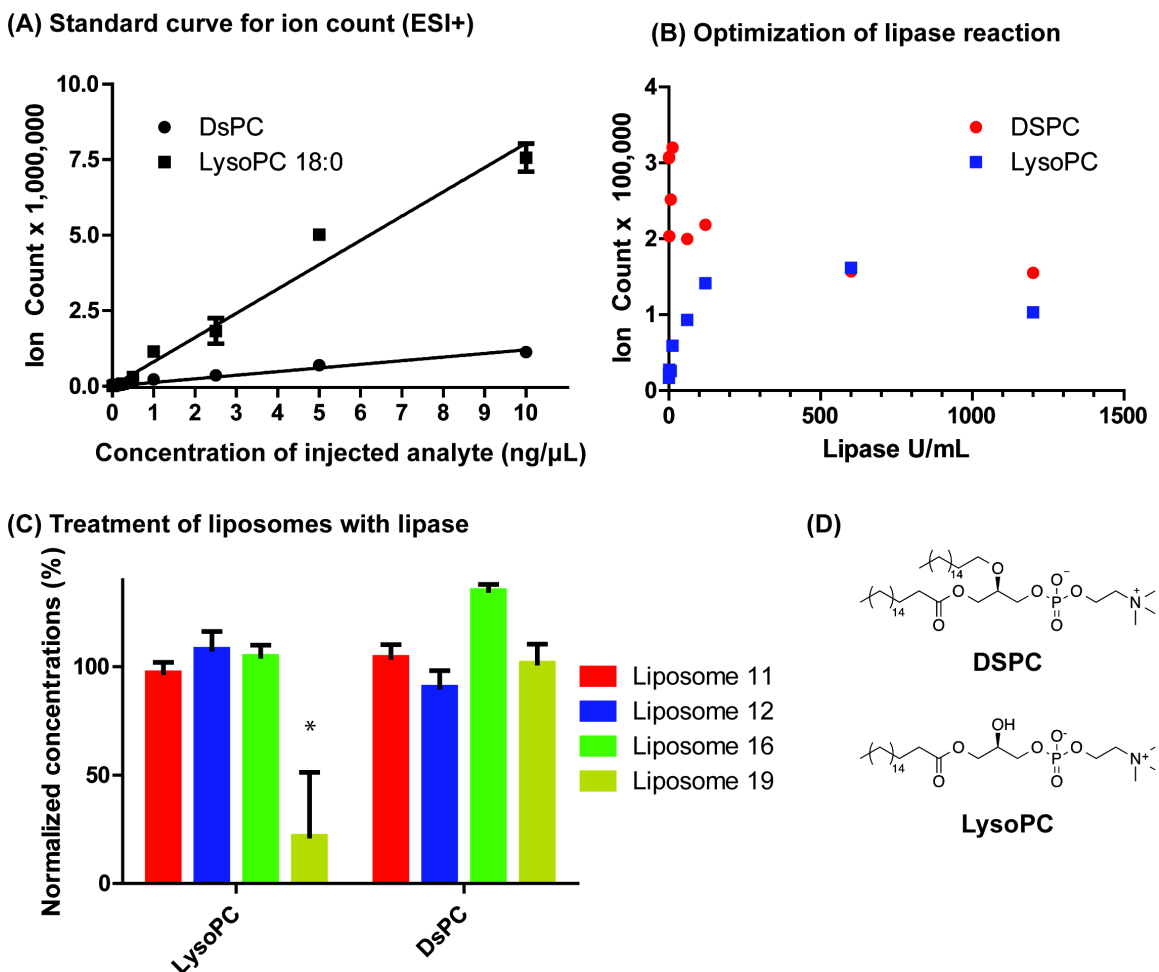 (A) Standard curve for ion count (ESI+)
Ion Count x 1,000,000
10.0
7.5
5.0
2.5
0.0
DsPC
LysoPC 18:0
0 1 2 3 4 5 6 7 8 9 10
Concentration of injected analyte (ng/µL)
(B) Optimization of lipase reaction
Ion Count x 100,000
4
3
2
1
0
DSPC
LysoPC
0 500 1000 1500
Lipase U/mL
(C) Treatment of liposomes with lipase
Normalized concentrations (%)
100
50
0
*
LysoPC
DsPC
Liposome 11
Liposome 12
Liposome 16
Liposome 19
(D)
( )14 O
( )14 O O O P O⁻ O O N+
DSPC
OH
( )14 O O O P O⁻ O O N+
LysoPC